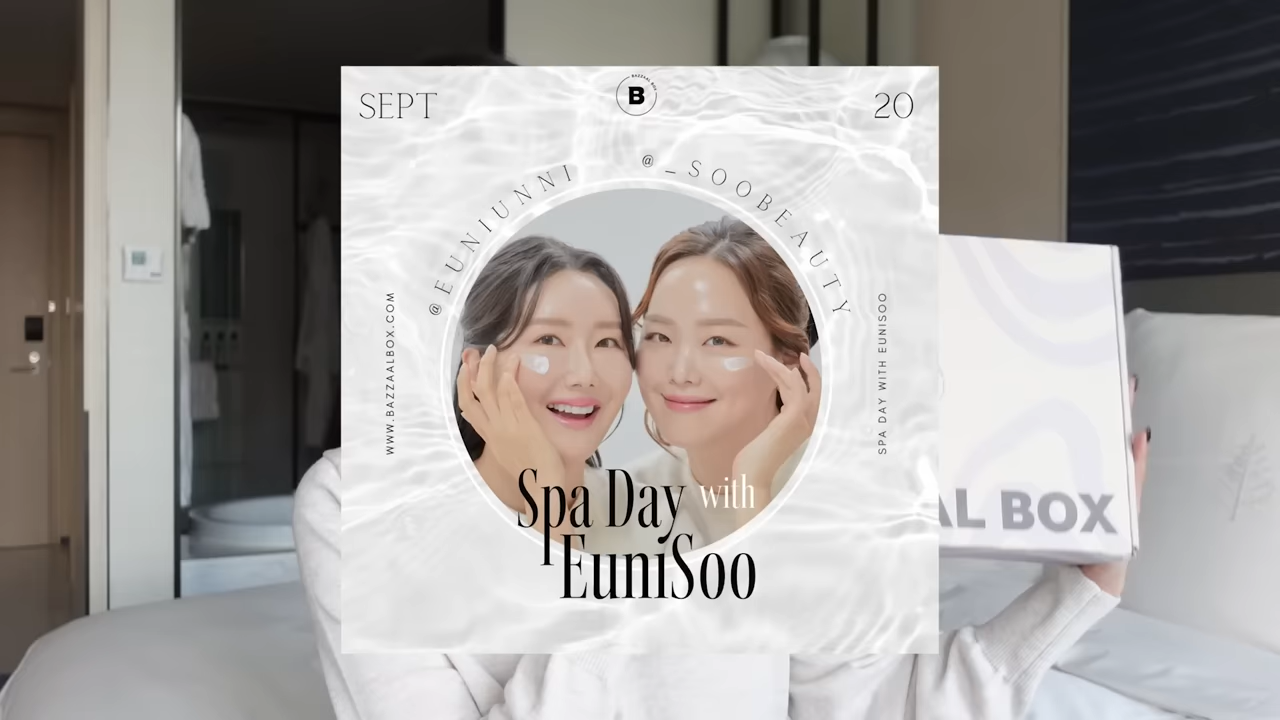 SEPT
BAZZAAL BOX
B
20
@EUNIUNNI
@_SOOBEAUTY
WWW.BAZZAALBOX.COM
SPA DAY WITH EUNISOO
Spa Day with
EuniSoo
AL BOX